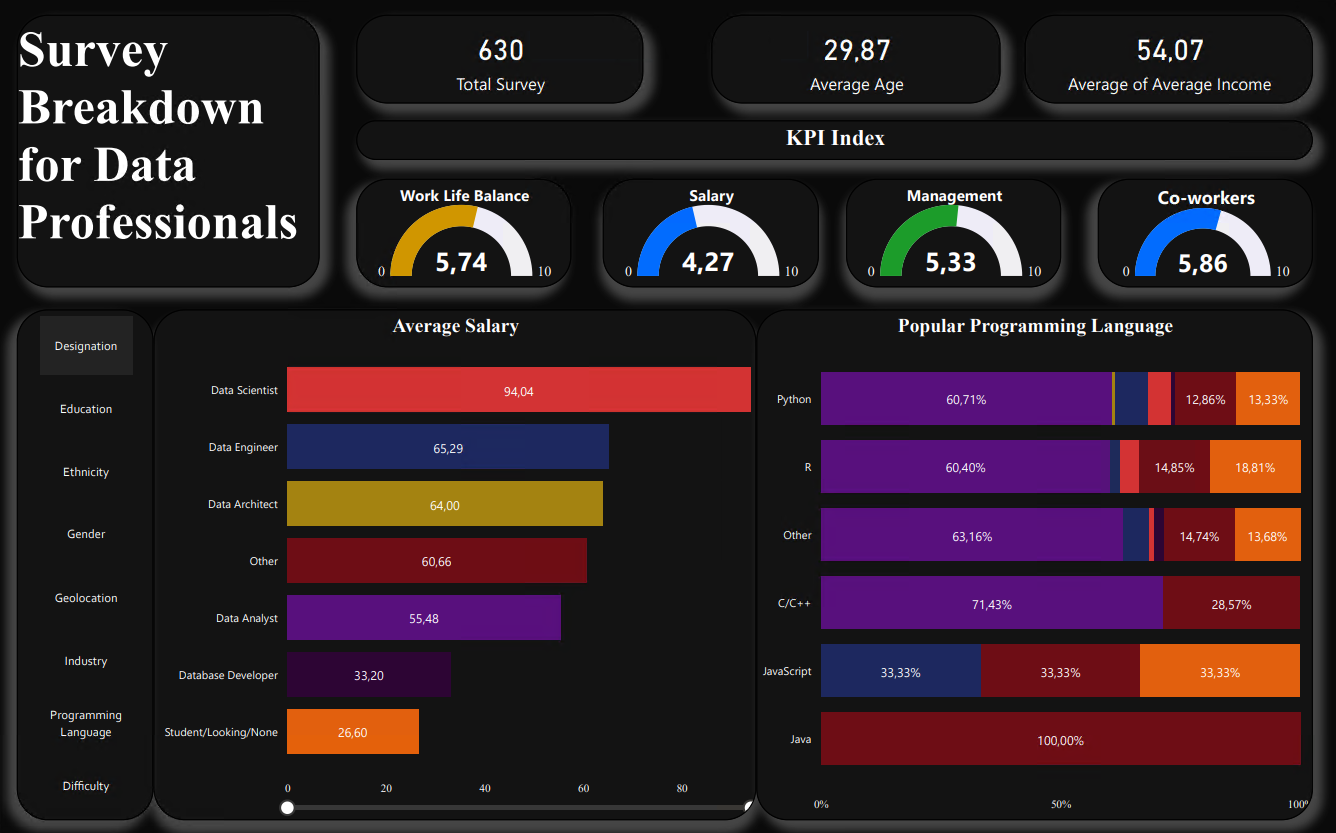 Survey
Breakdown
for Data
Professionals
630
Total Survey
29,87
Average Age
54,07
Average of Average Income
KPI Index
Work Life Balance
0
5,74
10
Salary
0
4,27
10
Management
0
5,33
10
Co-workers
0
5,86
10
Designation
Education
Ethnicity
Gender
Geolocation
Industry
Programming
Language
Difficulty
Average Salary
Data Scientist
94,04
Data Engineer
65,29
Data Architect
64,00
Other
60,66
Data Analyst
55,48
Database Developer
33,20
Student/Looking/None
26,60
0 20 40 60 80
Popular Programming Language
Python
60,71% 12,86% 13,33%
R
60,40% 14,85% 18,81%
Other
63,16% 14,74% 13,68%
C/C++
71,43% 28,57%
JavaScript
33,33% 33,33% 33,33%
Java
100,00%
0% 50% 100%